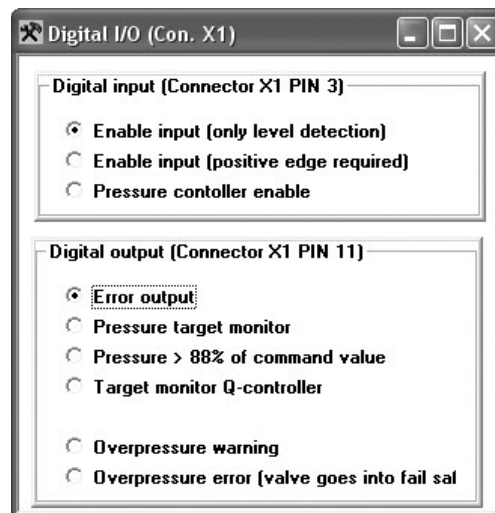 Digital I/O (Con. X1)
Digital input (Connector X1 PIN 3)
Enable input (only level detection)
Enable input (positive edge required)
Pressure contoller enable
Digital output (Connector X1 PIN 11)
Error output
Pressure target monitor
Pressure > 88% of command value
Target monitor Q-controller
Overpressure warning
Overpressure error (valve goes into fail saf